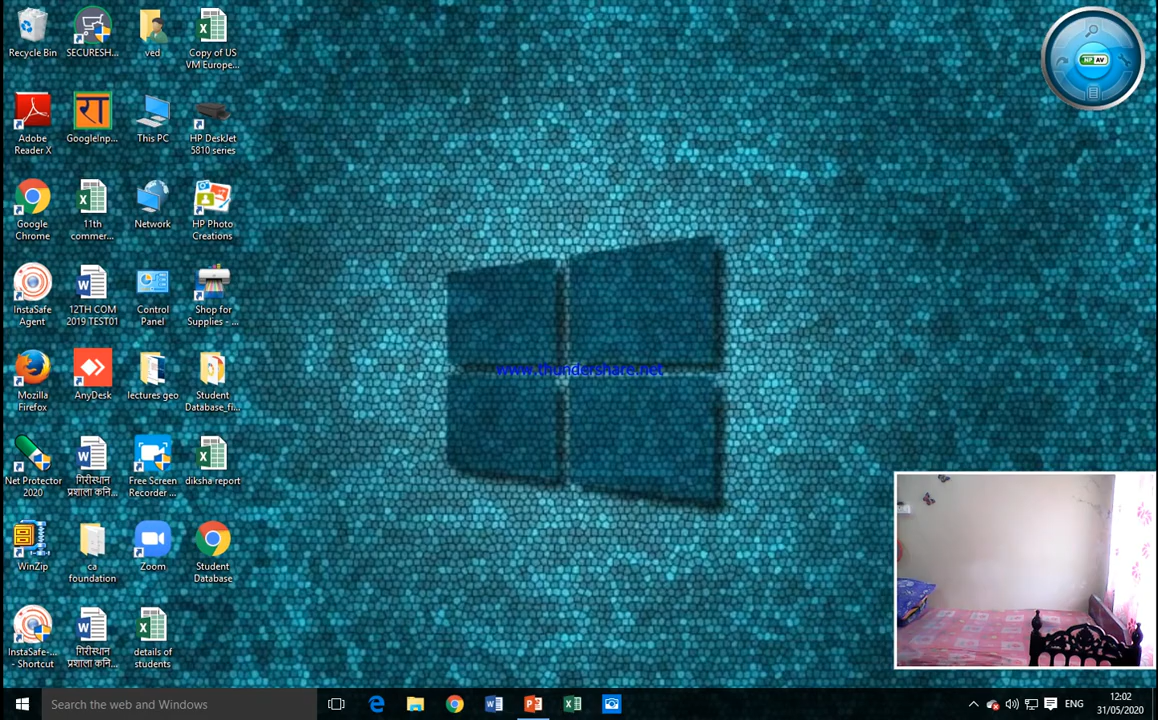 Recycle Bin
SECURESH...
ved
Copy of US
VM Europe...
NP AV
Adobe
Reader X
रा
GoogleInp...
This PC
HP DeskJet
5810 series
Google
Chrome
11th
commer...
Network
HP Photo
Creations
InstaSafe
Agent
12TH COM
2019 TEST01
Control
Panel
Shop for
Supplies - ...
www.thundershare.net
Mozilla
Firefox
AnyDesk
lectures geo
Student
Database_fi...
Net Protector
2020
गिरीस्थान
प्रशाला कनि...
Free Screen
Recorder ...
diksha report
WinZip
ca
foundation
Zoom
Student
Database
InstaSafe-...
- Shortcut
गिरीस्थान
प्रशाला कनि...
details of
students
Search the web and Windows
ENG
12:02
31/05/2020